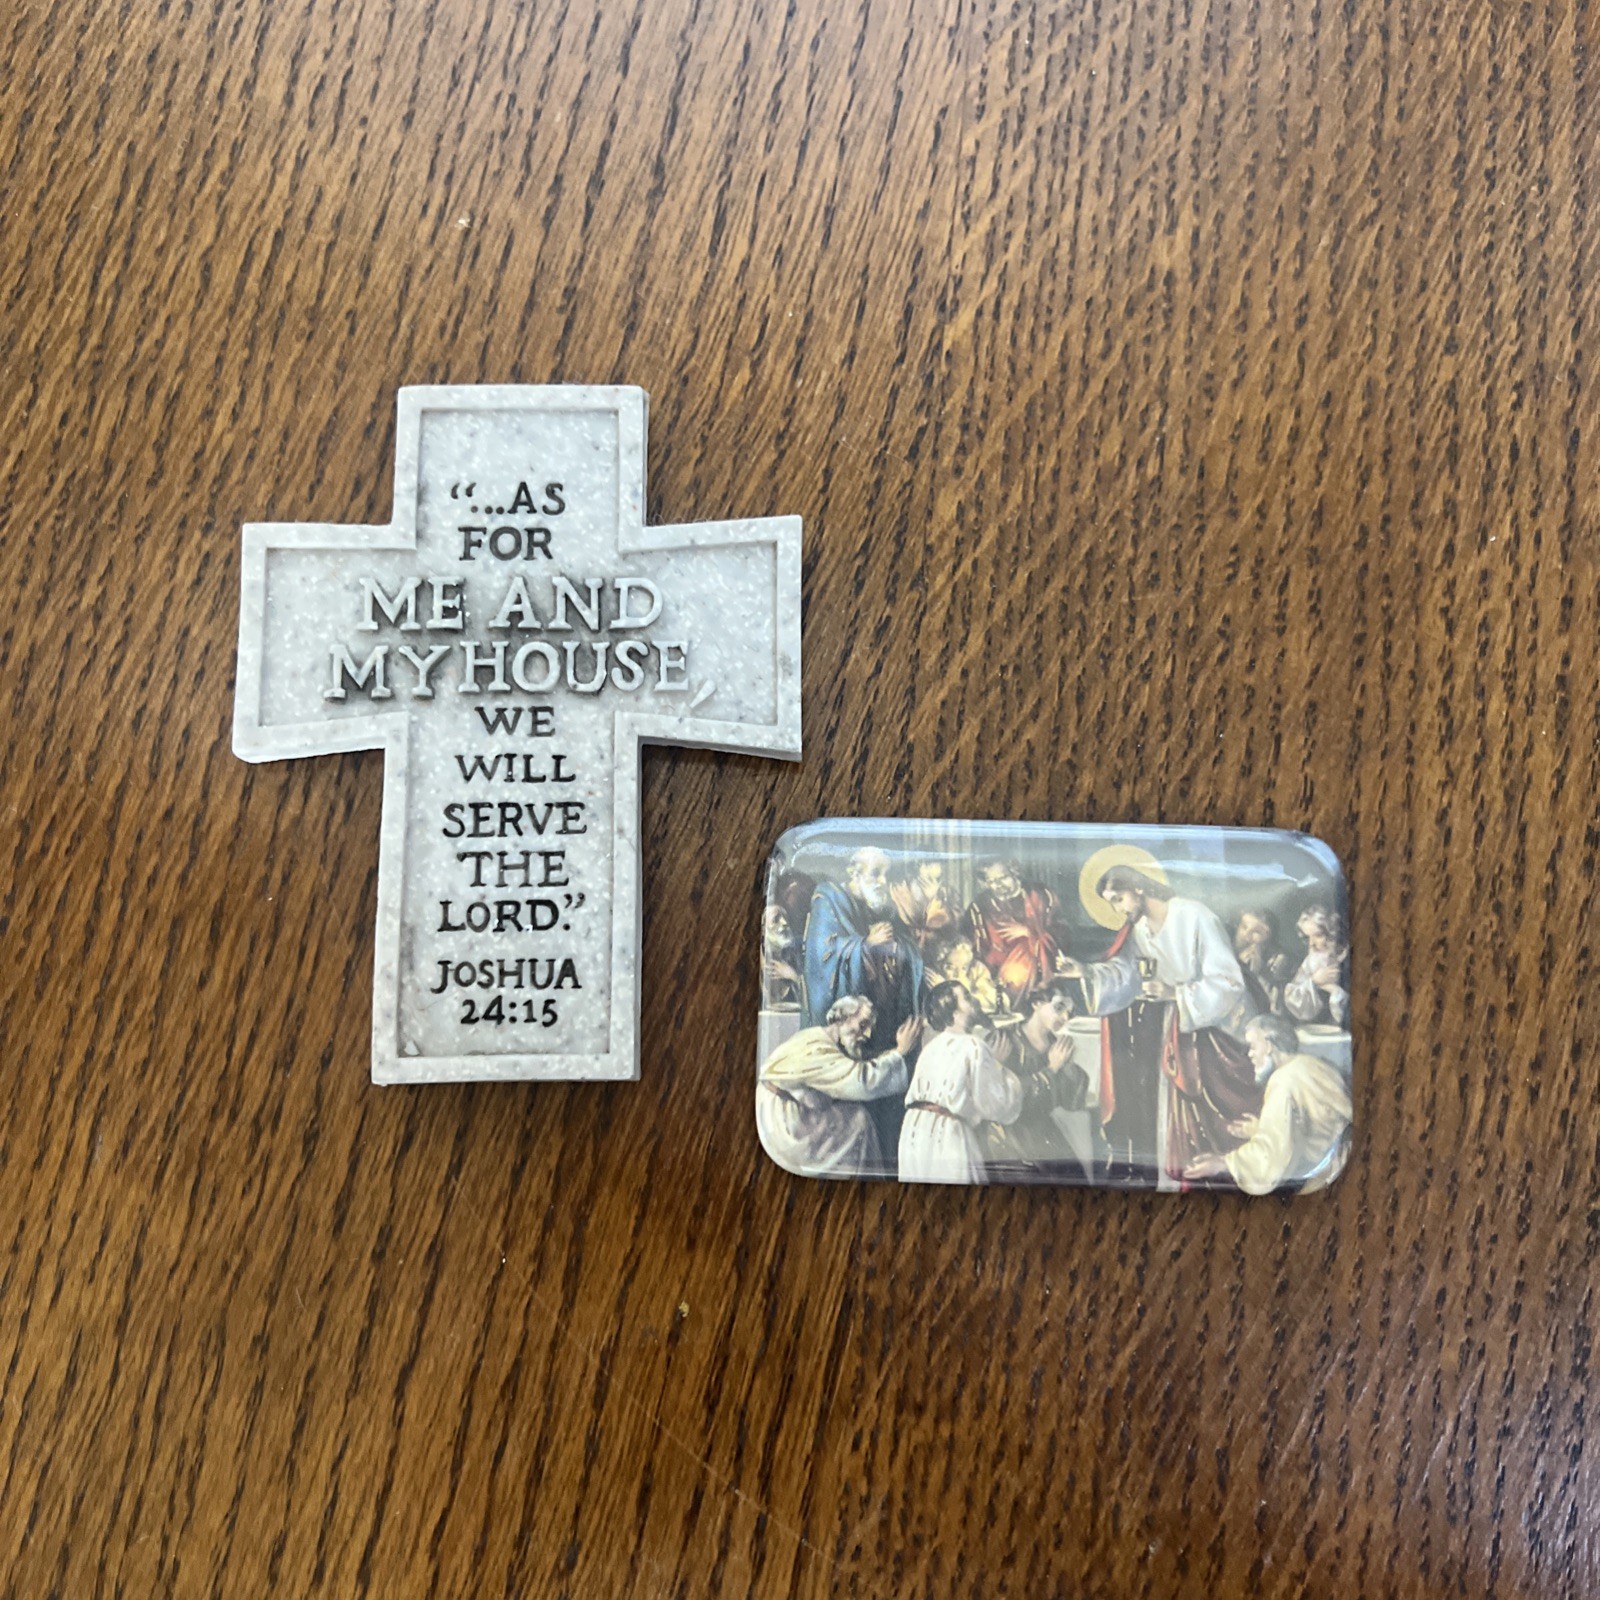 “...AS
FOR
ME AND
MY HOUSE,
WE
WILL
SERVE
THE
LORD.”
JOSHUA
24:15